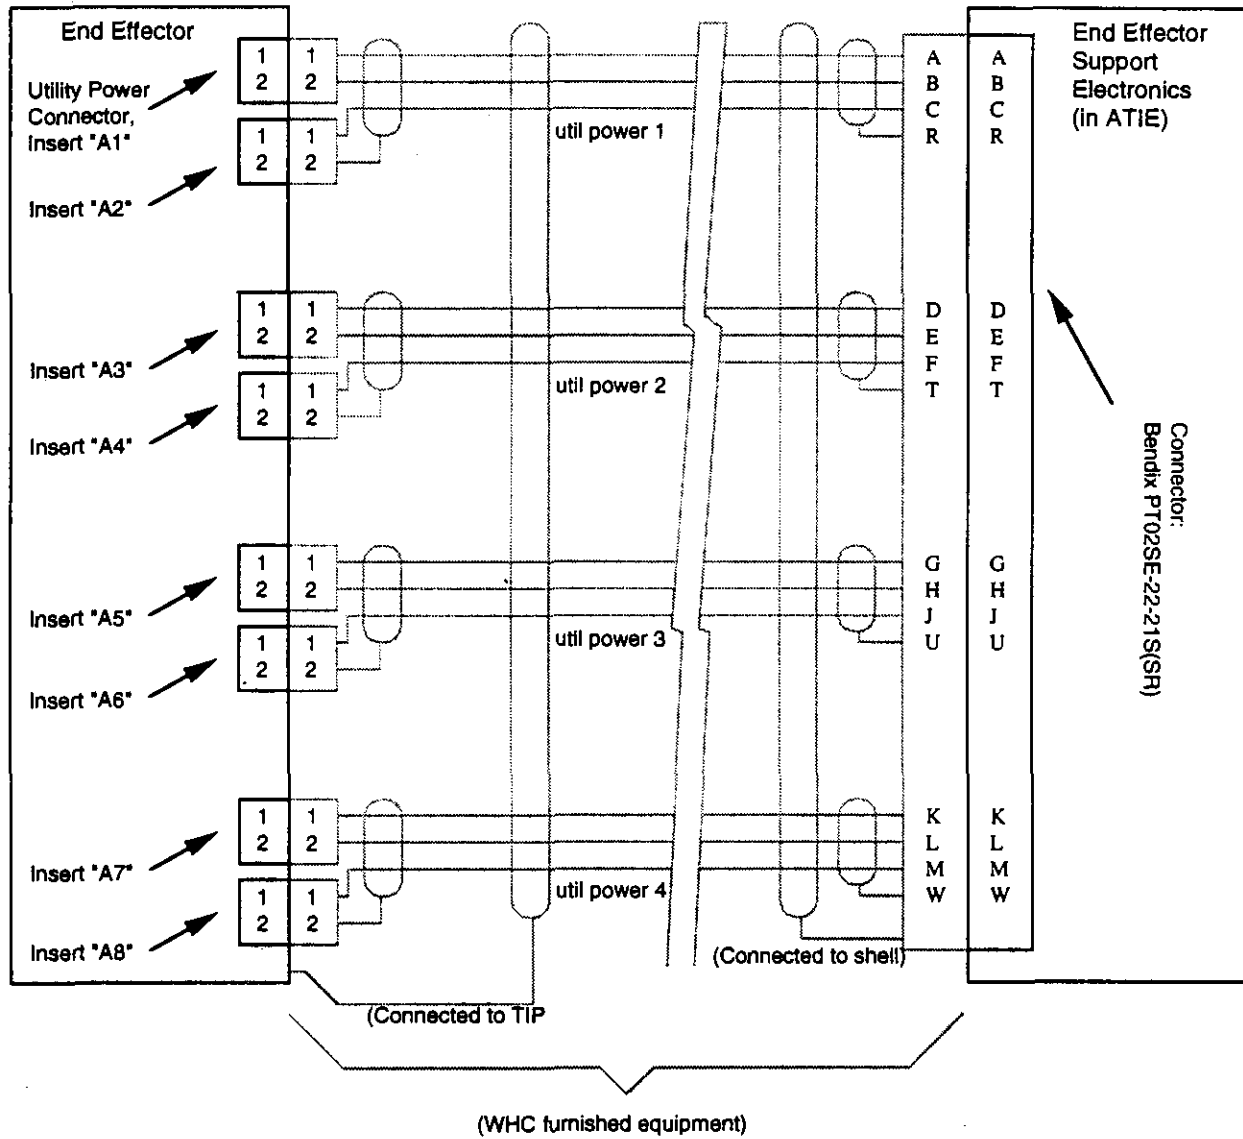 End Effector
Utility Power
Connector,
Insert "A1"
Insert "A2"
Insert "A3"
Insert "A4"
Insert "A5"
Insert "A6"
Insert "A7"
Insert "A8"
1 1
2 2
1 1
2 2
1 1
2 2
1 1
2 2
1 1
2 2
1 1
2 2
1 1
2 2
1 1
2 2
util power 1
util power 2
util power 3
util power 4
A A
B B
C C
R R
D D
E E
F F
T T
G G
H H
J J
U U
K K
L L
M M
W W
End Effector
Support
Electronics
(in ATIE)
Connector:
Bendix PT02SE-22-21S(SR)
(Connected to shell)
(Connected to TIP
(WHC furnished equipment)